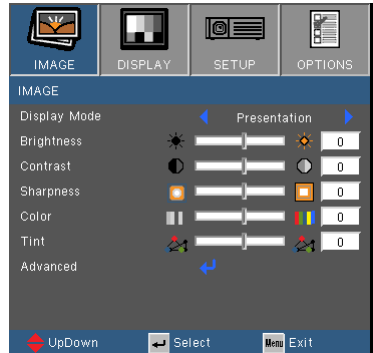 IMAGE DISPLAY SETUP OPTIONS
IMAGE
Display Mode Presentation
Brightness 0
Contrast 0
Sharpness 0
Color 0
Tint 0
Advanced
UpDown Select Menu Exit